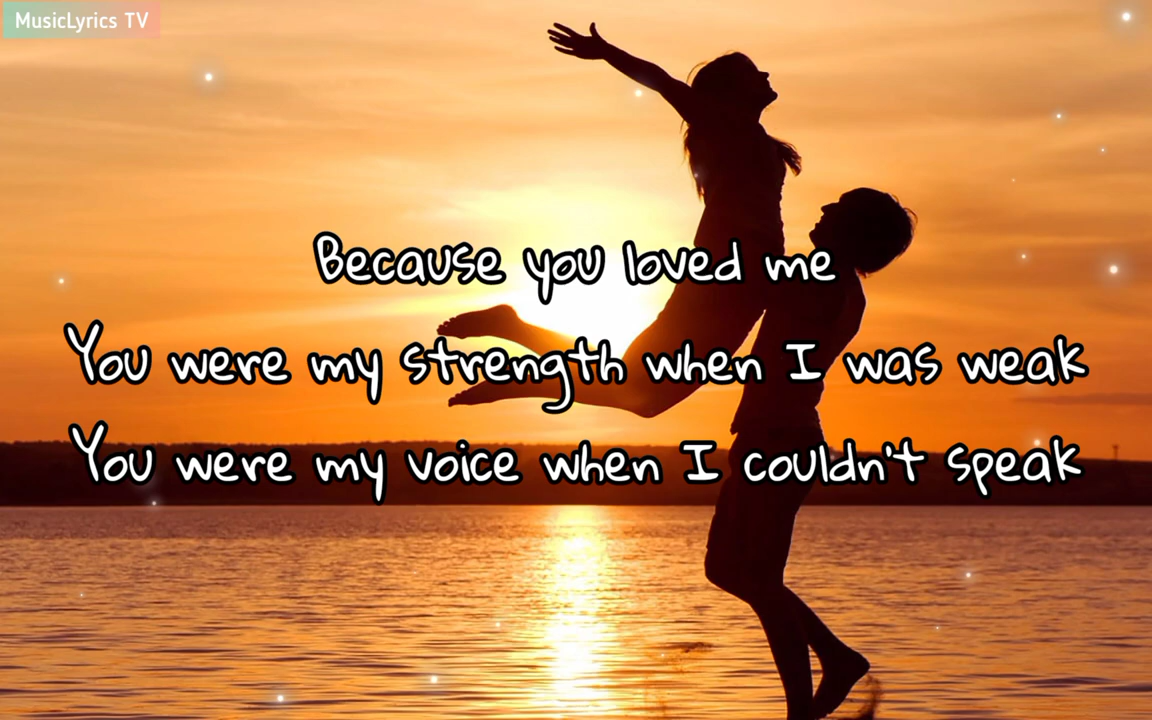 MusicLyrics TV
Because you loved me
You were my strength when I was weak
You were my voice when I couldn't speak